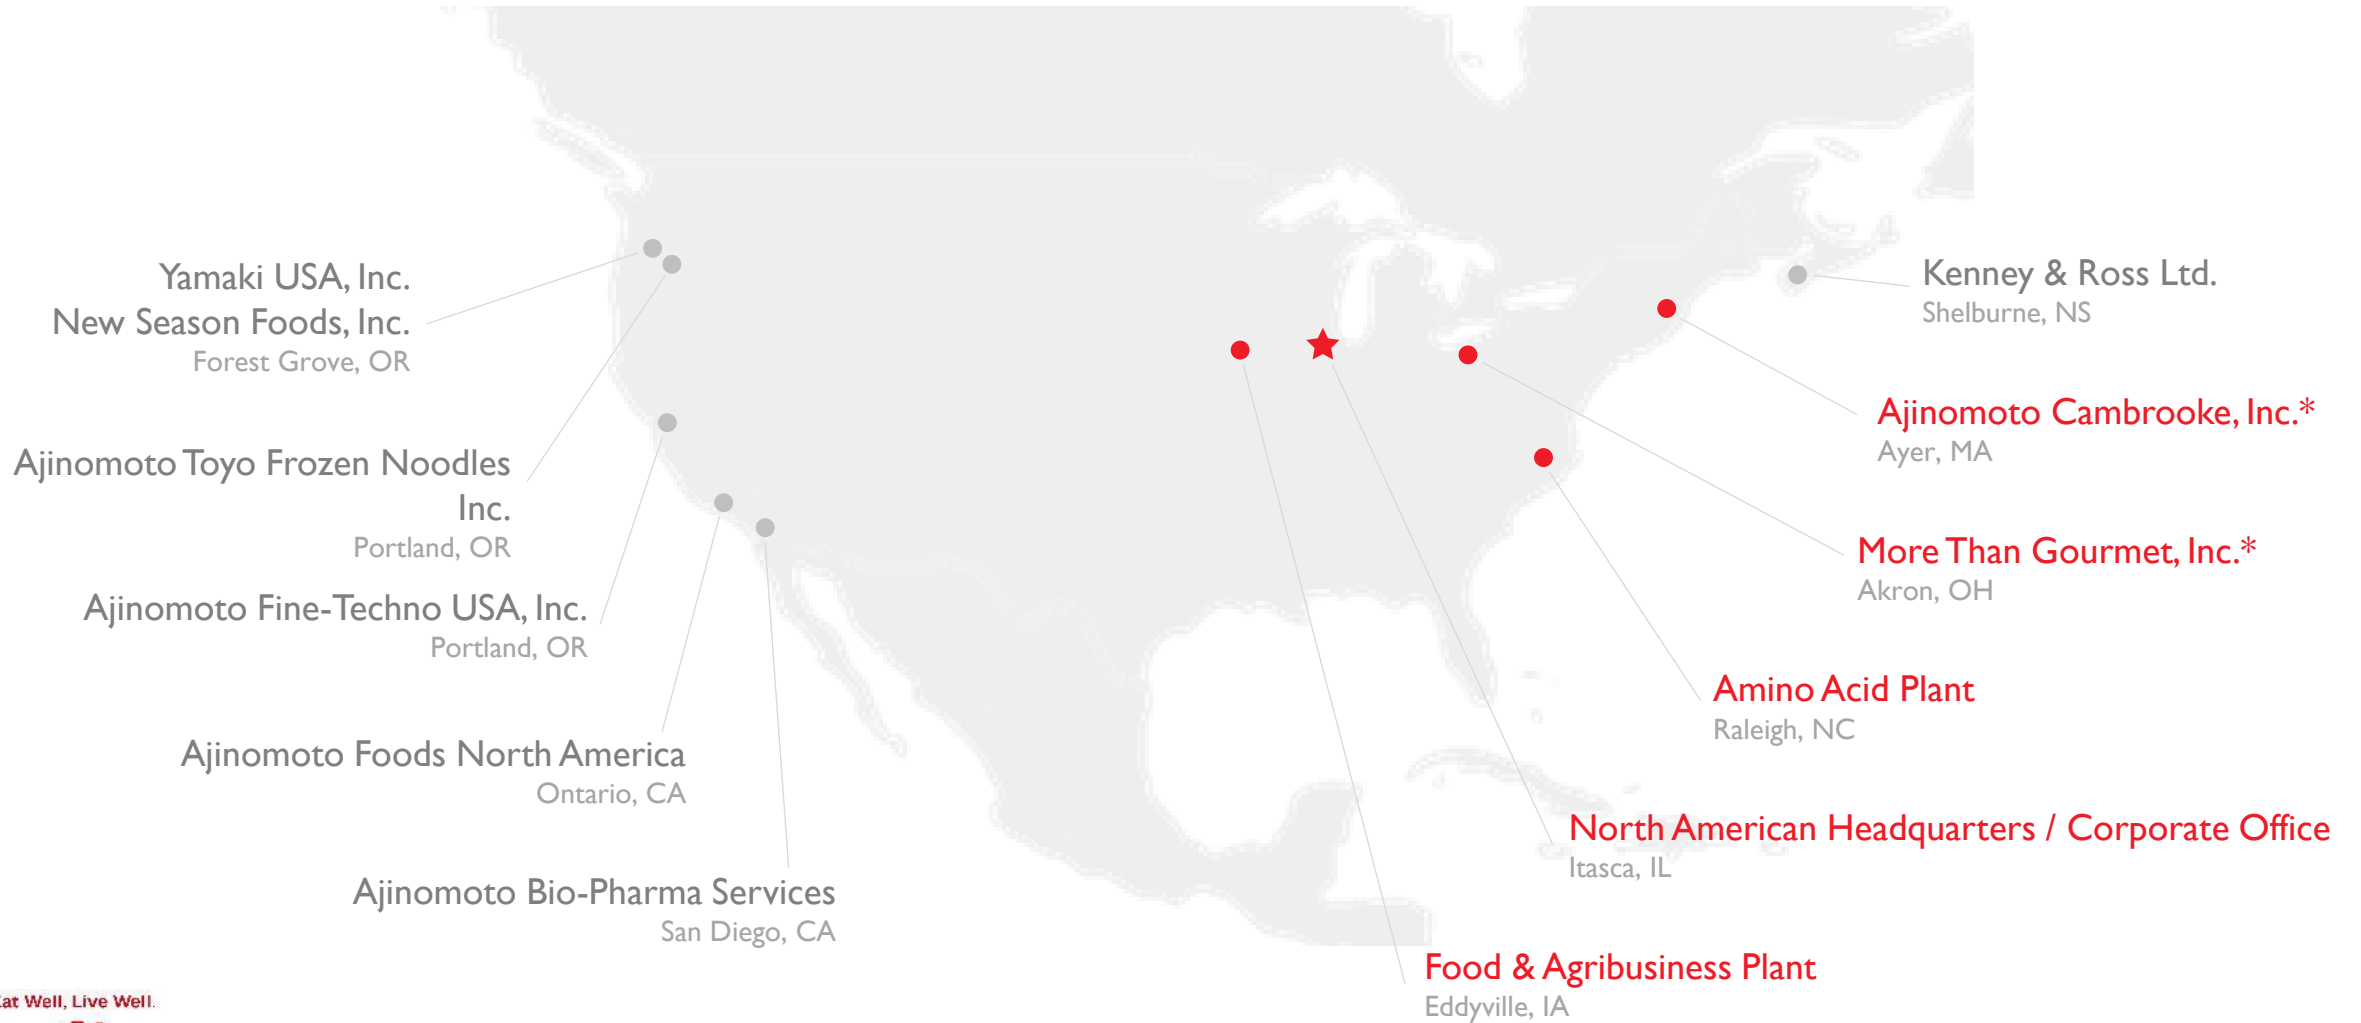 Yamaki USA, Inc.
New Season Foods, Inc.
Forest Grove, OR
Ajinomoto Toyo Frozen Noodles
Inc.
Portland, OR
Ajinomoto Fine-Techno USA, Inc.
Portland, OR
Ajinomoto Foods North America
Ontario, CA
Ajinomoto Bio-Pharma Services
San Diego, CA
Kenney & Ross Ltd.
Shelburne, NS
Ajinomoto Cambrooke, Inc.*
Ayer, MA
More Than Gourmet, Inc.*
Akron, OH
Amino Acid Plant
Raleigh, NC
North American Headquarters / Corporate Office
Itasca, IL
Food & Agribusiness Plant
Eddyville, IA
Eat Well, Live Well.